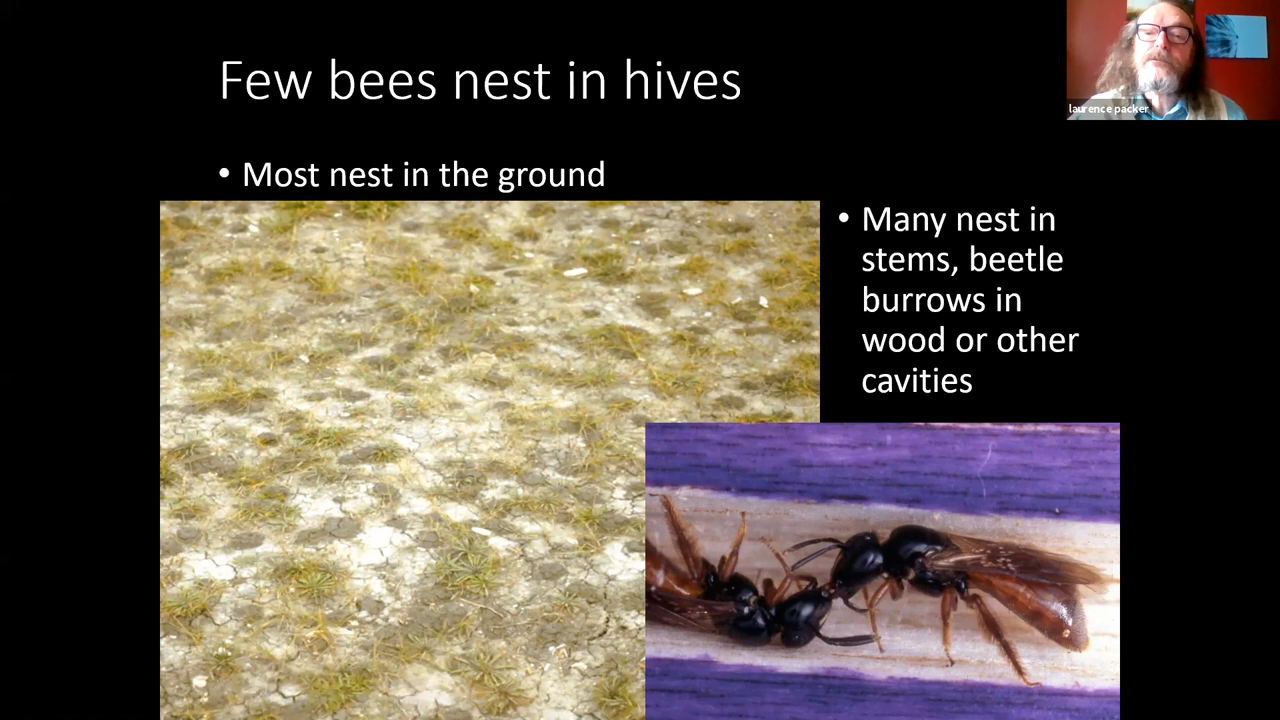 Few bees nest in hives
laurence packer
• Most nest in the ground
• Many nest in
stems, beetle
burrows in
wood or other
cavities